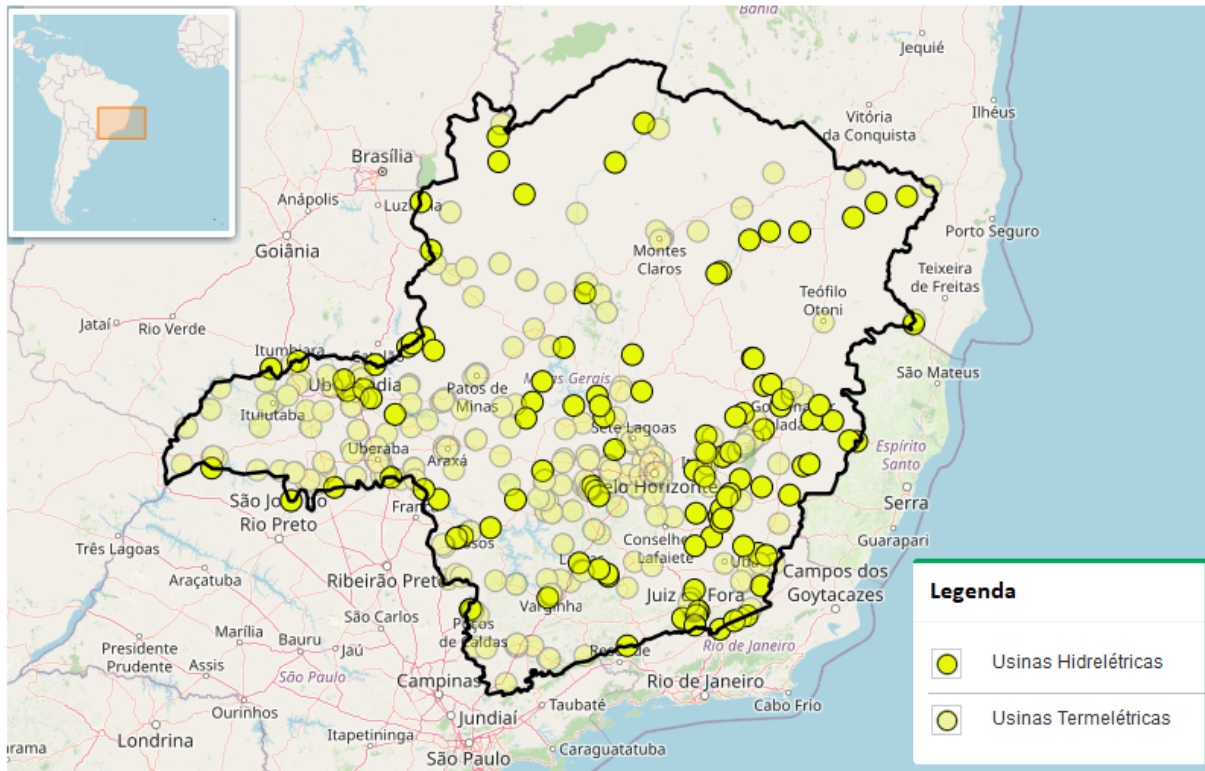 Bahia
Jequié
Ilhéus
Vitória
da Conquista
Brasília
Anápolis
Goiânia
Porto Seguro
Montes
Claros
Teixeira
de Freitas
Teófilo
Otoni
Jataí
Rio Verde
Itumbiara
São Mateus
Patos de
Minas
Ituiutaba
Sete Lagoas
Uberaba
Araxá
Espírito
Santo
Belo Horizonte
Serra
São José do
Rio Preto
Três Lagoas
Guarapari
Conselheiro
Lafaiete
Araçatuba
Ribeirão Preto
Campos dos
Goytacazes
Juiz de Fora
Varginha
São Carlos
Marília
Bauru
Jaú
Poços
de Caldas
Presidente
Prudente
Assis
São Paulo
Rio de Janeiro
Campinas
Rio de Janeiro
Cabo Frio
Ourinhos
Jundiaí
Taubaté
Londrina
Itapetininga
São Paulo
Caraguatatuba
Legenda
Usinas Hidrelétricas
Usinas Termelétricas